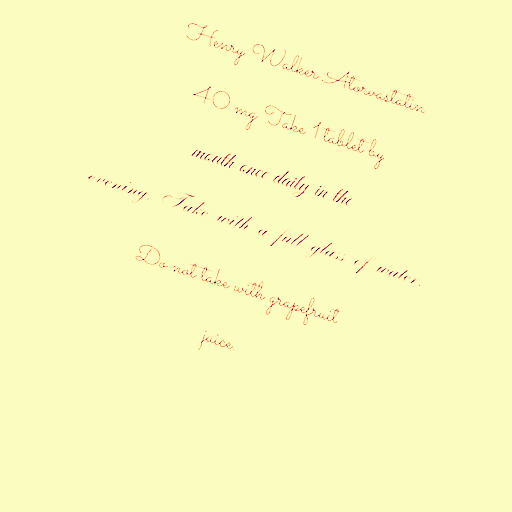 Henry Walker Atorvastatin
40 mg Take 1 tablet by
mouth once daily in the
evening. Take with a full glass of water.
Do not take with grapefruit
juice.